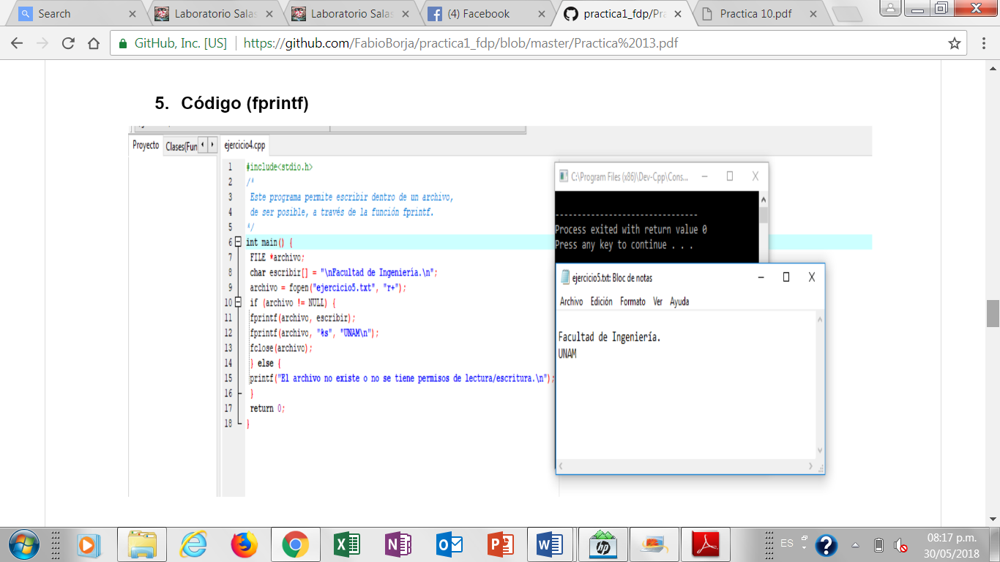 Search
Laboratorio Salas
Laboratorio Salas
(4) Facebook
practica1_fdp/Pra
Practica 10.pdf
GitHub, Inc. [US]
https://github.com/FabioBorja/practica1_fdp/blob/master/Practica%2013.pdf
5. Código (fprintf)
Proyecto
Clases(Fun
ejercicio4.cpp
1 #include<stdio.h>
2 /*
3 Este programa permite escribir dentro de un archivo,
4 de ser posible, a través de la función fprintf.
5 */
6 int main() {
7 FILE *archivo;
8 char escribir[] = "\nFacultad de Ingeniería.\n";
9 archivo = fopen("ejercicio5.txt", "r+");
10 if (archivo != NULL) {
11 fprintf(archivo, escribir);
12 fprintf(archivo, "%s", "UNAM\n");
13 fclose(archivo);
14 } else {
15 printf("El archivo no existe o no se tiene permisos de lectura/escritura.\n");
16 }
17 return 0;
18 }
C:\Program Files (x86)\Dev-Cpp\Cons...
--------------------------------
Process exited with return value 0
Press any key to continue . . .
ejercicio5.txt: Bloc de notas
Archivo Edición Formato Ver Ayuda
Facultad de Ingeniería.
UNAM
ES
08:17 p.m.
30/05/2018